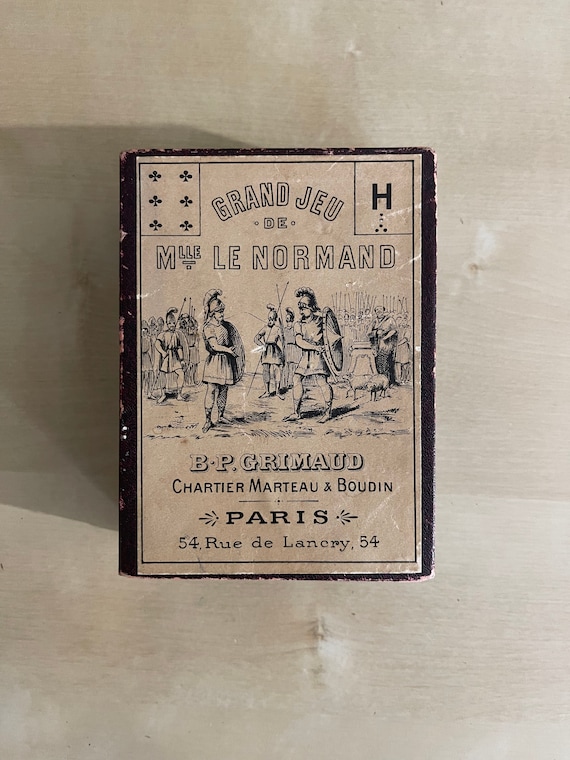 GRAND JEU
DE
H
MLLE LE NORMAND
B.P. GRIMAUD
CHARTIER MARTEAU & BOUDIN
PARIS
54, Rue de Lancry, 54